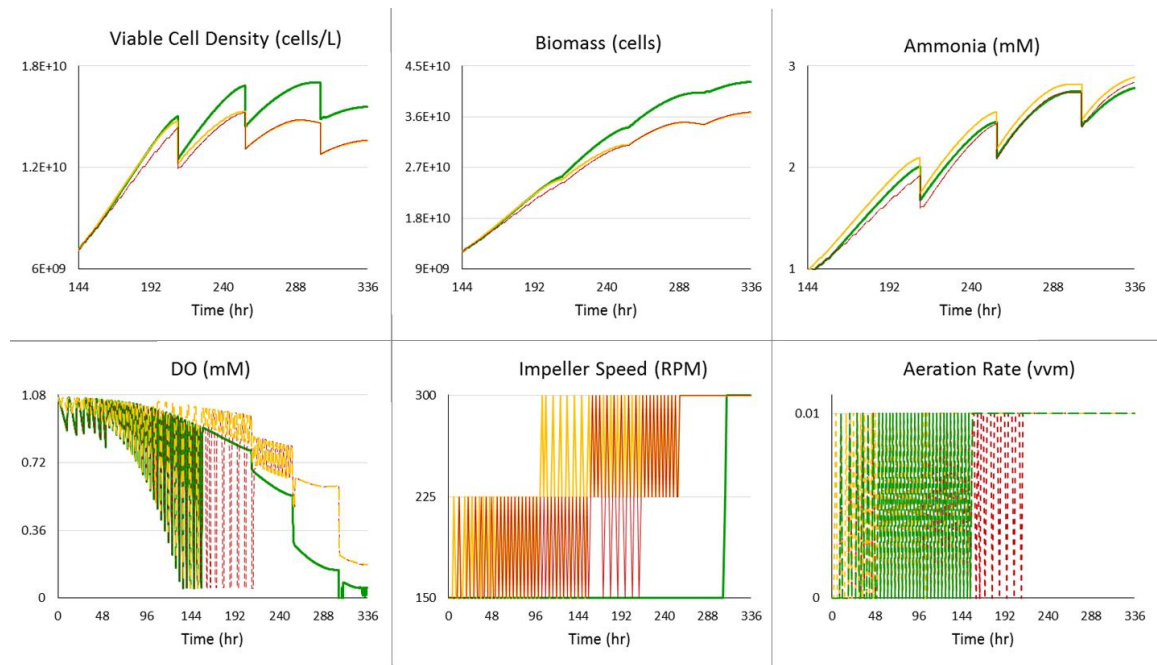 Viable Cell Density (cells/L)
1.8E+10
1.2E+10
6E+09
144 192 240 288 336
Time (hr)
Biomass (cells)
4.5E+10
3.6E+10
2.7E+10
1.8E+10
9E+09
144 192 240 288 336
Time (hr)
Ammonia (mM)
3
2
1
144 192 240 288 336
Time (hr)
DO (mM)
1.08
0.72
0.36
0
0 48 96 144 192 240 288 336
Time (hr)
Impeller Speed (RPM)
300
225
150
0 48 96 144 192 240 288 336
Time (hr)
Aeration Rate (vvm)
0.01
0
0 48 96 144 192 240 288 336
Time (hr)